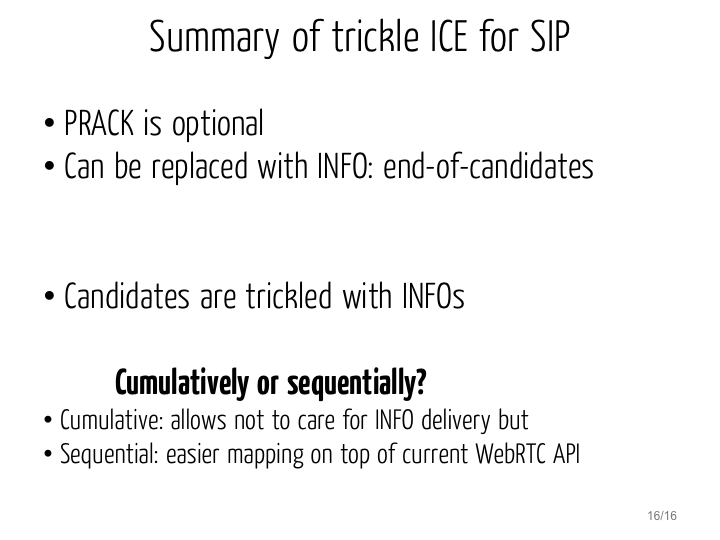 Summary of trickle ICE for SIP
• PRACK is optional
• Can be replaced with INFO: end-of-candidates
• Candidates are trickled with INFOs
Cumulatively or sequentially?
• Cumulative: allows not to care for INFO delivery but
• Sequential: easier mapping on top of current WebRTC API
16/16